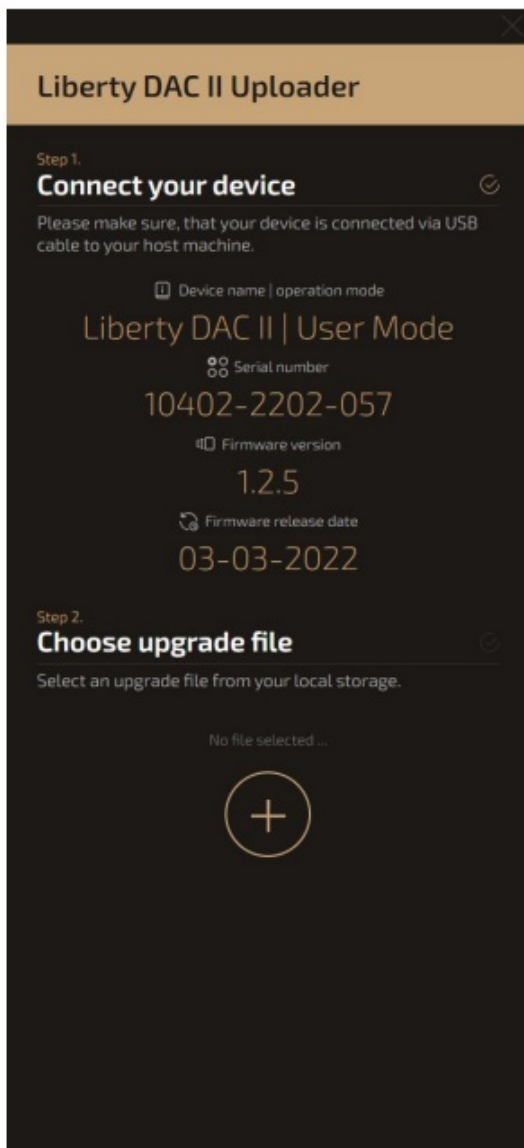 Liberty DAC II Uploader
Step 1.
Connect your device
Please make sure, that your device is connected via USB
cable to your host machine.
Device name | operation mode
Liberty DAC II | User Mode
Serial number
10402-2202-057
Firmware version
1.2.5
Firmware release date
03-03-2022
Step 2.
Choose upgrade file
Select an upgrade file from your local storage.
No file selected ...